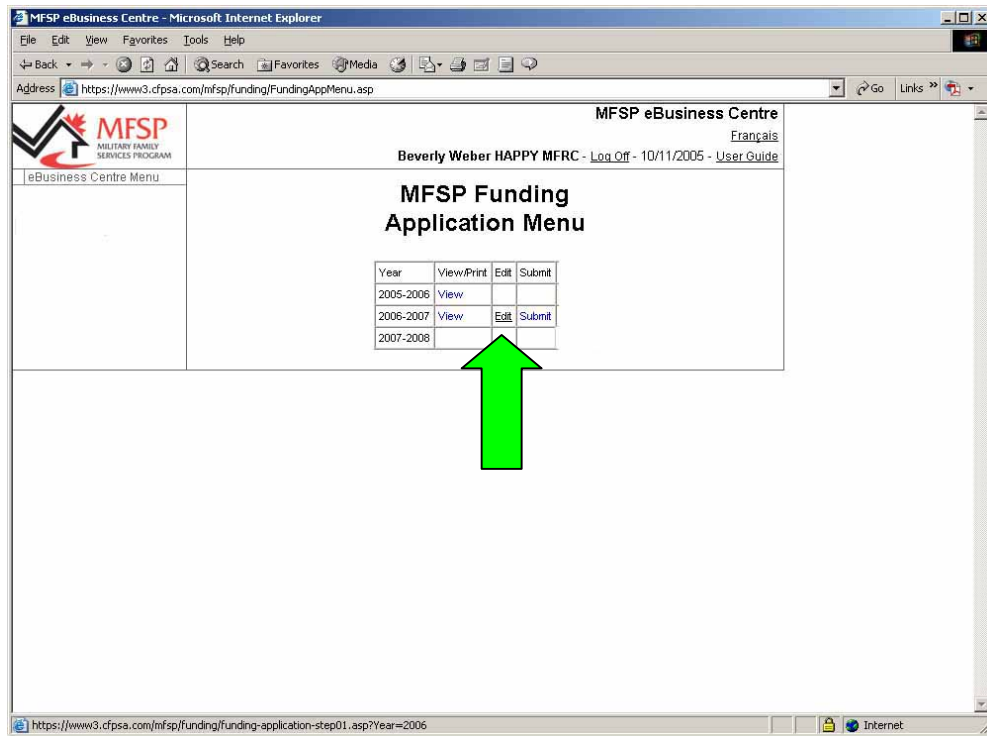 MFSP eBusiness Centre - Microsoft Internet Explorer
File Edit View Favorites Tools Help
Back Search Favorites Media
Address https://www3.cfpsa.com/mfsp/funding/FundingAppMenu.asp Go Links »
MFSP
MILITARY FAMILY
SERVICES PROGRAM
MFSP eBusiness Centre
Français
Beverly Weber HAPPY MFRC - Log Off - 10/11/2005 - User Guide
eBusiness Centre Menu
MFSP Funding
Application Menu
Year View/Print Edit Submit
2005-2006 View
2006-2007 View Edit Submit
2007-2008
https://www3.cfpsa.com/mfsp/funding/funding-application-step01.asp?Year=2006 Internet